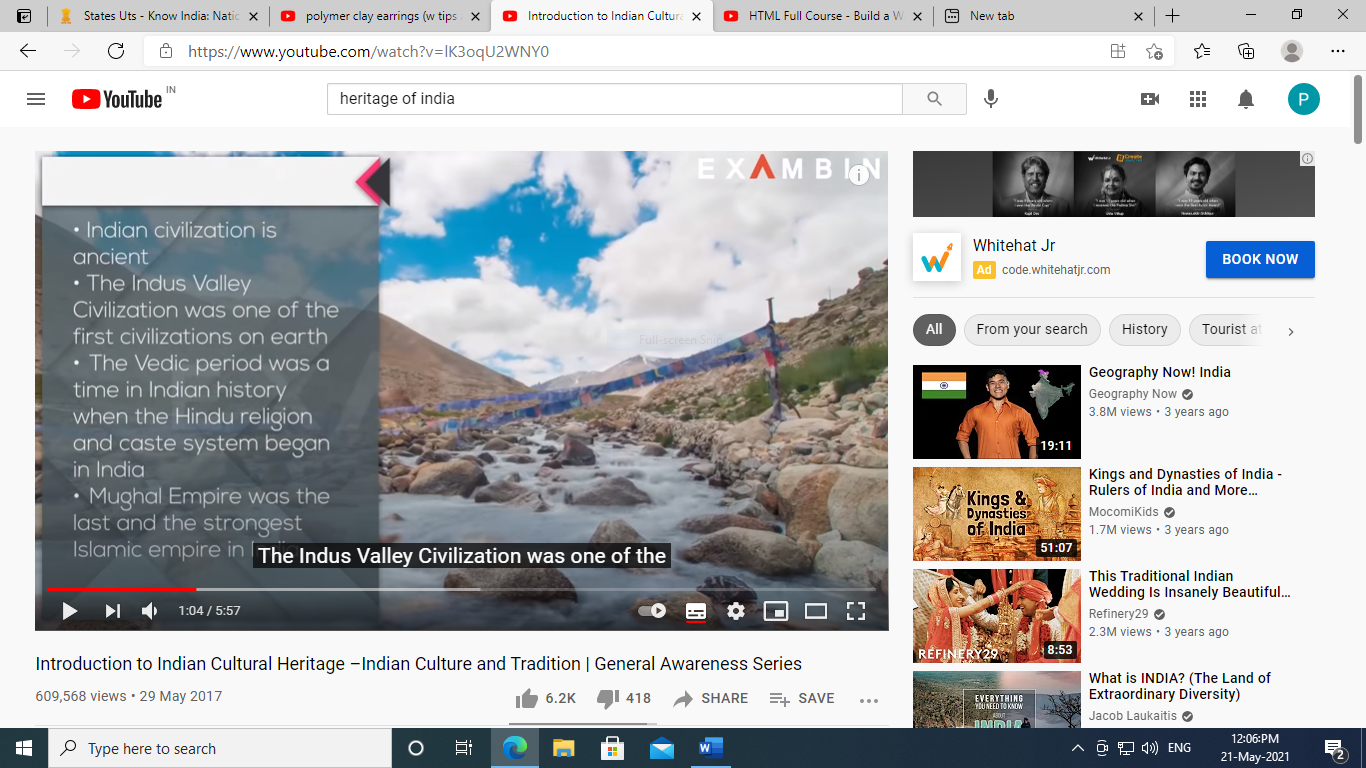 States Uts - Know India: Natio
polymer clay earrings (w tips a
Introduction to Indian Cultura
HTML Full Course - Build a W
New tab
https://www.youtube.com/watch?v=lK3oqU2WNY0
YouTube IN
heritage of india
P
EXAMBIN
• Indian civilization is
ancient
• The Indus Valley
Civilization was one of the
first civilizations on earth
• The Vedic period was a
time in Indian history
when the Hindu religion
and caste system began
in India
• Mughal Empire was the
last and the strongest
Islamic empire in
Full-screen Snip
The Indus Valley Civilization was one of the
1:04 / 5:57
Introduction to Indian Cultural Heritage –Indian Culture and Tradition | General Awareness Series
609,568 views • 29 May 2017
6.2K 418 SHARE SAVE
Whitehat Jr
Ad code.whitehatjr.com
BOOK NOW
All From your search History Tourist at
Geography Now! India
Geography Now
3.8M views • 3 years ago
19:11
Kings &
Dynasties
of India
51:07
Kings and Dynasties of India -
Rulers of India and More…
MocomiKids
1.7M views • 3 years ago
REFINERY29
8:53
This Traditional Indian
Wedding Is Insanely Beautiful…
Refinery29
2.3M views • 3 years ago
EVERYTHING
YOU NEED TO KNOW
ABOUT
INDIA
What is INDIA? (The Land of
Extraordinary Diversity)
Jacob Laukaitis
Type here to search
ENG
12:06:PM
21-May-2021
2